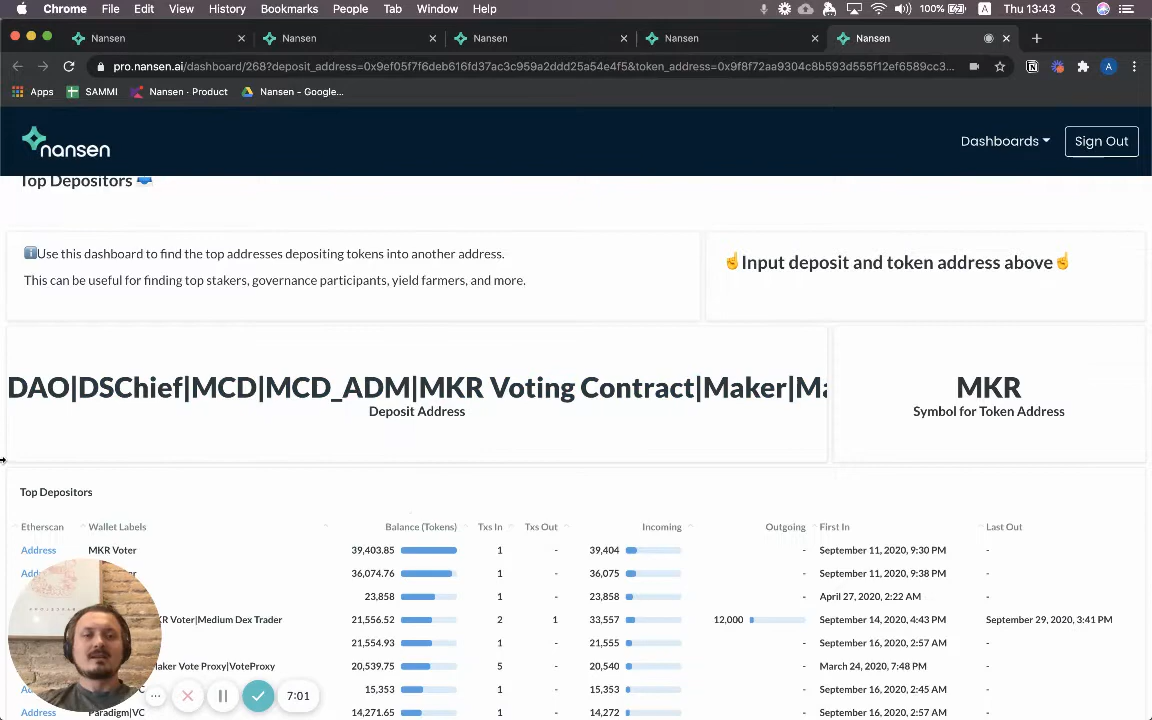 Chrome File Edit View History Bookmarks People Tab Window Help 100% A Thu 13:43
Nansen Nansen Nansen Nansen Nansen
pro.nansen.ai/dashboard/268?deposit_address=0x9ef05f7f6deb616fd37ac3c959a2ddd25a54e4f5&token_address=0x9f8f72aa9304c8b593d555f12ef6589cc3... A
Apps SAMMI Nansen · Product Nansen - Google...
nansen Dashboards Sign Out
Top Depositors
Use this dashboard to find the top addresses depositing tokens into another address.
This can be useful for finding top stakers, governance participants, yield farmers, and more.
☝Input deposit and token address above☝
DAO|DSChief|MCD|MCD_ADM|MKR Voting Contract|Maker|Ma
Deposit Address
MKR
Symbol for Token Address
Top Depositors
Etherscan Wallet Labels Balance (Tokens) Txs In Txs Out Incoming Outgoing First In Last Out
Address MKR Voter 39,403.85 1 - 39,404 - September 11, 2020, 9:30 PM -
36,074.76 1 - 36,075 - September 11, 2020, 9:38 PM -
23,858 1 - 23,858 - April 27, 2020, 2:22 AM -
KR Voter|Medium Dex Trader 21,556.52 2 1 33,557 12,000 September 14, 2020, 4:43 PM September 29, 2020, 3:41 PM
21,554.93 1 - 21,555 - September 16, 2020, 2:57 AM -
aker Vote Proxy|VoteProxy 20,539.75 5 - 20,540 - March 24, 2020, 7:48 PM -
15,353 1 - 15,353 - September 16, 2020, 2:45 AM -
Address Paradigm|VC 14,271.65 1 - 14,272 - September 16, 2020, 2:57 AM -
7:01